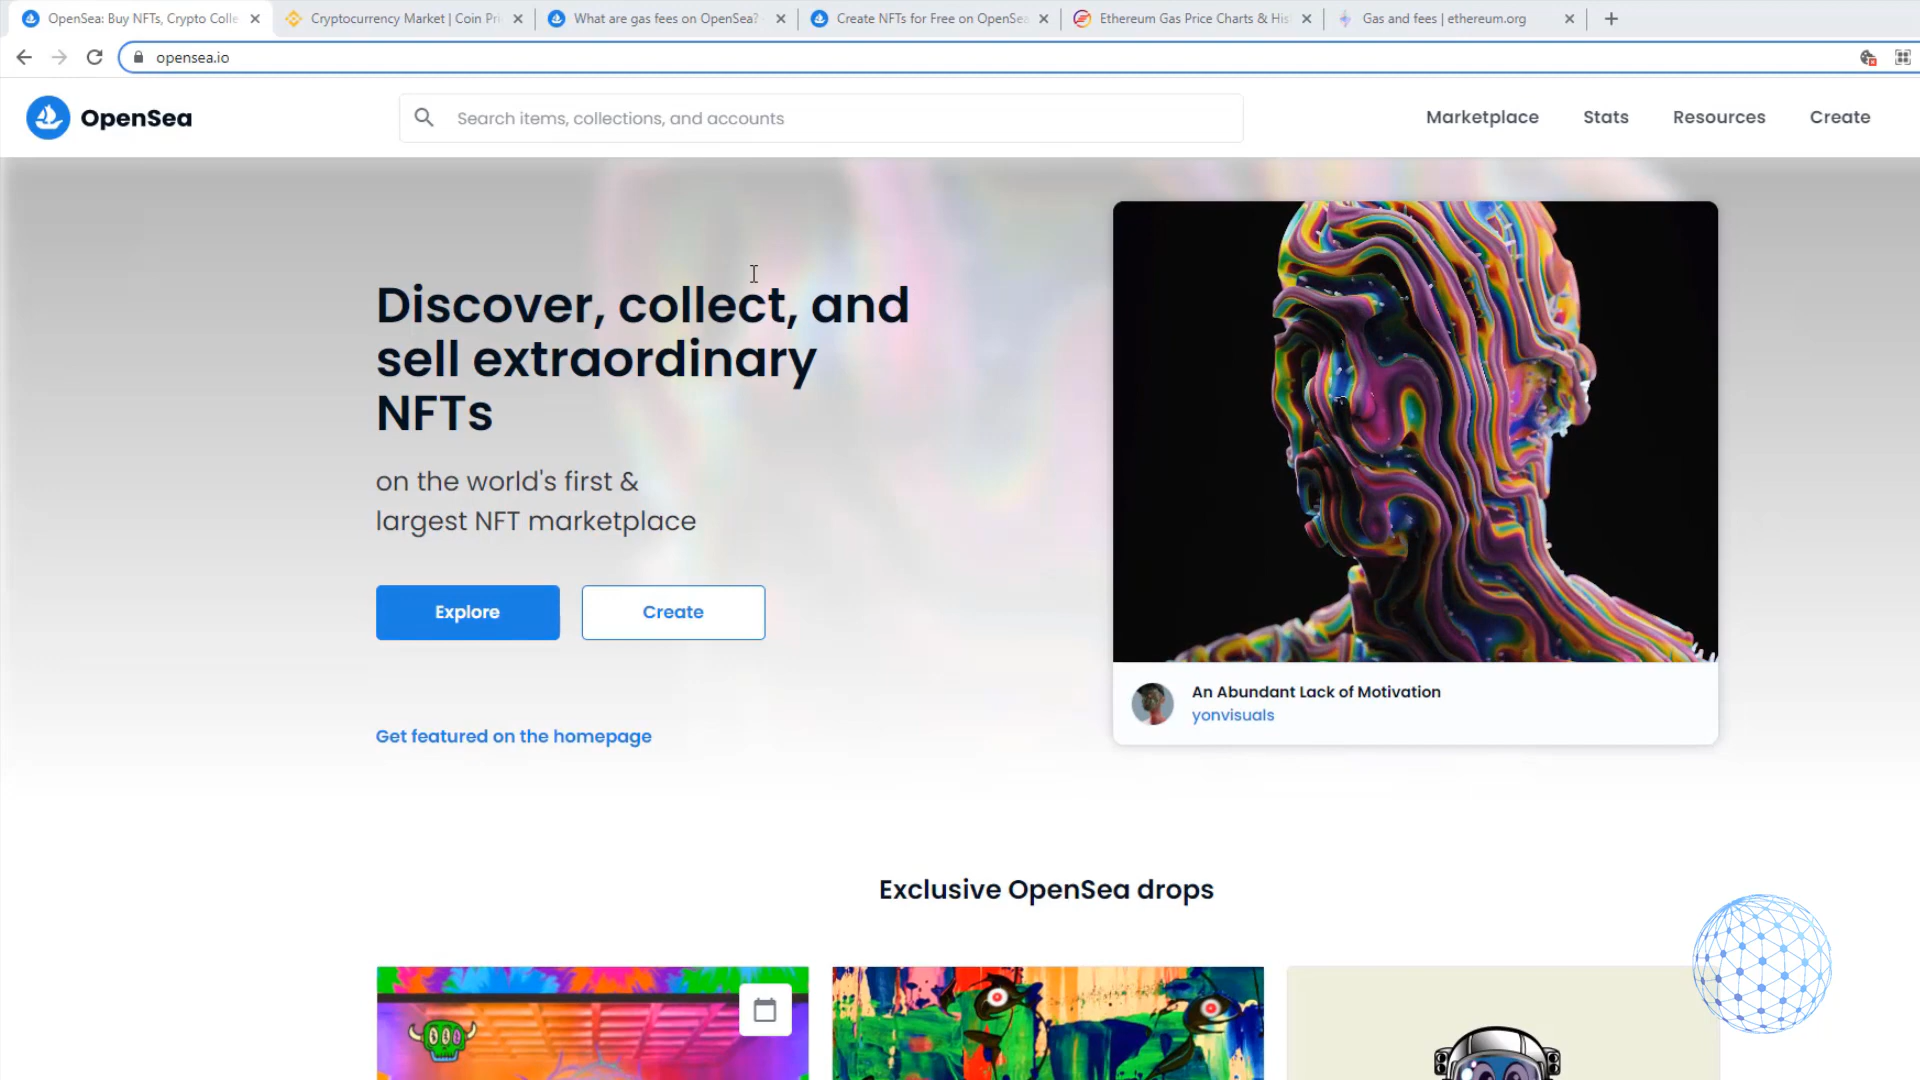 OpenSea: Buy NFTs, Crypto Colle
Cryptocurrency Market | Coin Pri
What are gas fees on OpenSea?
Create NFTs for Free on OpenSea
Ethereum Gas Price Charts & His
Gas and fees | ethereum.org
opensea.io
OpenSea
Search items, collections, and accounts
Marketplace
Stats
Resources
Create
Discover, collect, and
sell extraordinary
NFTs
on the world's first &
largest NFT marketplace
Explore
Create
Get featured on the homepage
An Abundant Lack of Motivation
yonvisuals
Exclusive OpenSea drops